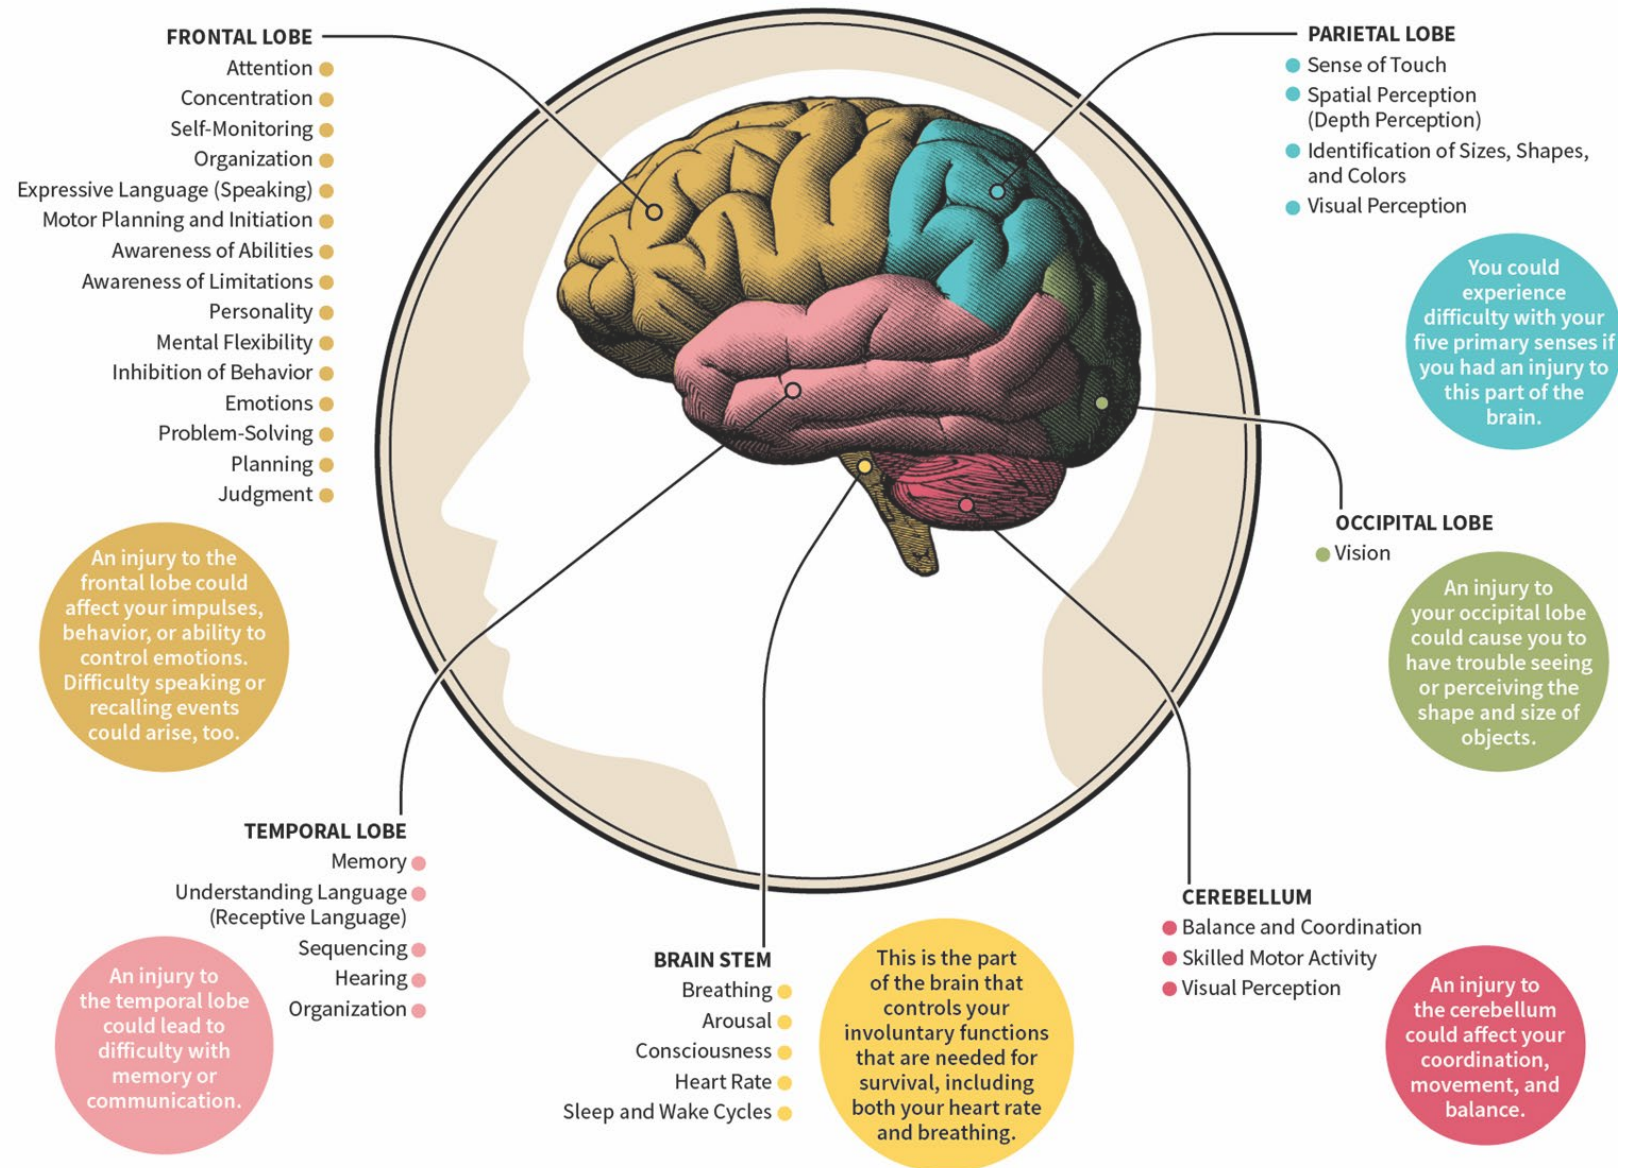 FRONTAL LOBE
Attention
Concentration
Self-Monitoring
Organization
Expressive Language (Speaking)
Motor Planning and Initiation
Awareness of Abilities
Awareness of Limitations
Personality
Mental Flexibility
Inhibition of Behavior
Emotions
Problem-Solving
Planning
Judgment
An injury to the
frontal lobe could
affect your impulses,
behavior, or ability to
control emotions.
Difficulty speaking or
recalling events
could arise, too.
PARIETAL LOBE
Sense of Touch
Spatial Perception
(Depth Perception)
Identification of Sizes, Shapes,
and Colors
Visual Perception
You could
experience
difficulty with your
five primary senses if
you had an injury to
this part of the
brain.
OCCIPITAL LOBE
Vision
An injury to
your occipital lobe
could cause you to
have trouble seeing
or perceiving the
shape and size of
objects.
TEMPORAL LOBE
Memory
Understanding Language
(Receptive Language)
Sequencing
Hearing
Organization
An injury to
the temporal lobe
could lead to
difficulty with
memory or
communication.
BRAIN STEM
Breathing
Arousal
Consciousness
Heart Rate
Sleep and Wake Cycles
This is the part
of the brain that
controls your
involuntary functions
that are needed for
survival, including
both your heart rate
and breathing.
CEREBELLUM
Balance and Coordination
Skilled Motor Activity
Visual Perception
An injury to
the cerebellum
could affect your
coordination,
movement, and
balance.